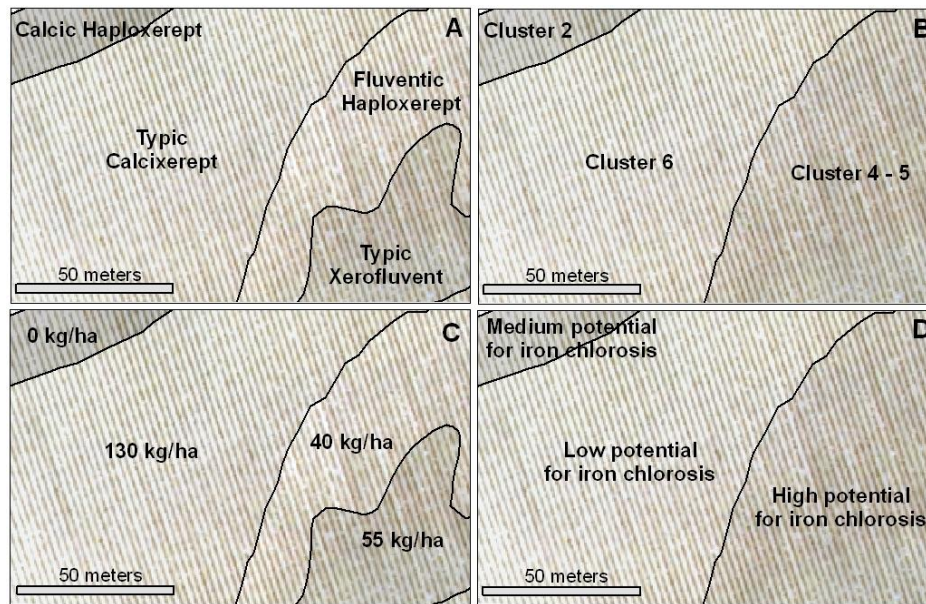 Calcic Haploxerept
A
Fluventic
Haploxerept
Typic
Calcixerept
Typic
Xerofluvent
50 meters
Cluster 2
B
Cluster 6
Cluster 4 - 5
50 meters
0 kg/ha
C
130 kg/ha
40 kg/ha
55 kg/ha
50 meters
Medium potential
for iron chlorosis
D
Low potential
for iron chlorosis
High potential
for iron chlorosis
50 meters